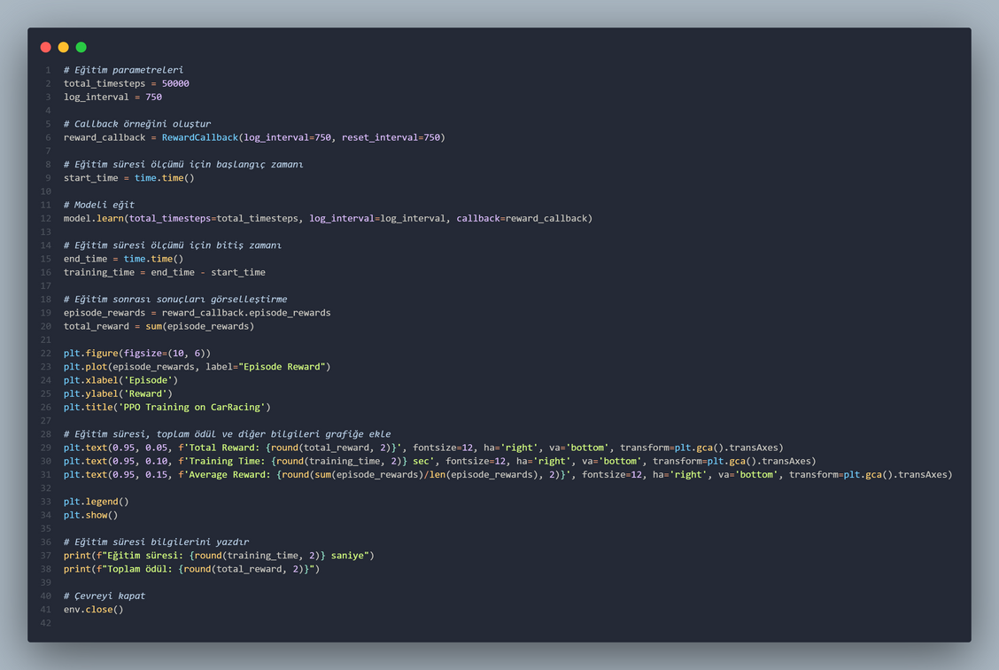 1 # Eğitim parametreleri
2 total_timesteps = 50000
3 log_interval = 750
4
5 # Callback örneğini oluştur
6 reward_callback = RewardCallback(log_interval=750, reset_interval=750)
7
8 # Eğitim süresi ölçümü için başlangıç zamanı
9 start_time = time.time()
10
11 # Modeli eğit
12 model.learn(total_timesteps=total_timesteps, log_interval=log_interval, callback=reward_callback)
13
14 # Eğitim süresi ölçümü için bitiş zamanı
15 end_time = time.time()
16 training_time = end_time - start_time
17
18 # Eğitim sonrası sonuçları görselleştirme
19 episode_rewards = reward_callback.episode_rewards
20 total_reward = sum(episode_rewards)
21
22 plt.figure(figsize=(10, 6))
23 plt.plot(episode_rewards, label="Episode Reward")
24 plt.xlabel('Episode')
25 plt.ylabel('Reward')
26 plt.title('PPO Training on CarRacing')
27
28 # Eğitim süresi, toplam ödül ve diğer bilgileri grafiğe ekle
29 plt.text(0.95, 0.05, f'Total Reward: {round(total_reward, 2)}', fontsize=12, ha='right', va='bottom', transform=plt.gca().transAxes)
30 plt.text(0.95, 0.10, f'Training Time: {round(training_time, 2)} sec', fontsize=12, ha='right', va='bottom', transform=plt.gca().transAxes)
31 plt.text(0.95, 0.15, f'Average Reward: {round(sum(episode_rewards)/len(episode_rewards), 2)}', fontsize=12, ha='right', va='bottom', transform=plt.gca().transAxes)
32
33 plt.legend()
34 plt.show()
35
36 # Eğitim süresi bilgilerini yazdır
37 print(f"Eğitim süresi: {round(training_time, 2)} saniye")
38 print(f"Toplam ödül: {round(total_reward, 2)}")
39
40 # Çevreyi kapat
41 env.close()
42